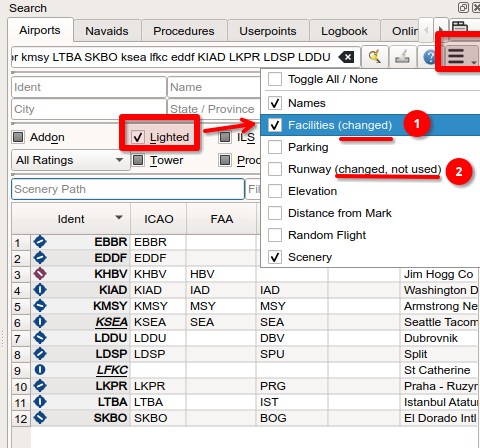 Search
Airports Navaids Procedures Userpoints Logbook Onlin
or kmsy LTBA SKBO ksea lfkc eddf KIAD LKPR LDSP LDDU
Toggle All / None
Ident Name
Names
City State / Province
Facilities (changed) 1
Addon Lighted ILS
Parking
All Ratings Tower Proc
Runway (changed, not used) 2
Scenery Path File
Elevation
Distance from Mark
Random Flight
Scenery
Ident ICAO FAA
1 EBBR EBBR
2 EDDF EDDF
3 KHBV KHBV HBV Jim Hogg Co
4 KIAD KIAD IAD IAD Washington D
5 KMSY KMSY MSY MSY Armstrong Ne
6 KSEA KSEA SEA SEA Seattle Tacom
7 LDDU LDDU DBV Dubrovnik
8 LDSP LDSP SPU Split
9 LFKC St Catherine
10 LKPR LKPR PRG Praha - Ruzyn
11 LTBA LTBA IST Istanbul Ataturk
12 SKBO SKBO BOG El Dorado Intl